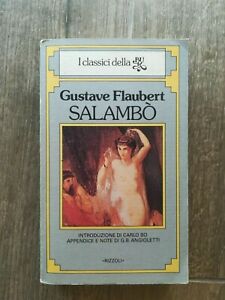 I classici della BUR
Gustave Flaubert
SALAMBÒ
INTRODUZIONE DI CARLO BO
APPENDICE E NOTE DI G.B. ANGIOLETTI
«RIZZOLI»